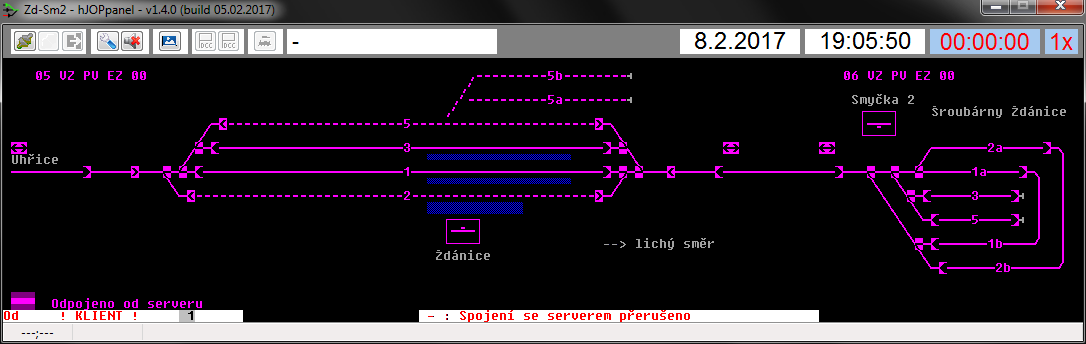 Zd-Sm2 - hJOPpanel - v1.4.0 (build 05.02.2017)
DCC DCC - 8.2.2017 19:05:50 00:00:00 1x
05 VZ PV EZ 00 5b 06 VZ PV EZ 00
5a Smyčka 2
Šroubárny Ždánice
5
3 2a
Uhřice
1 1a
2 3
5
--> lichý směr 1b
Ždánice
2b
Odpojeno od serveru
Od ! KLIENT ! 1 - : Spojení se serverem přerušeno
---;---